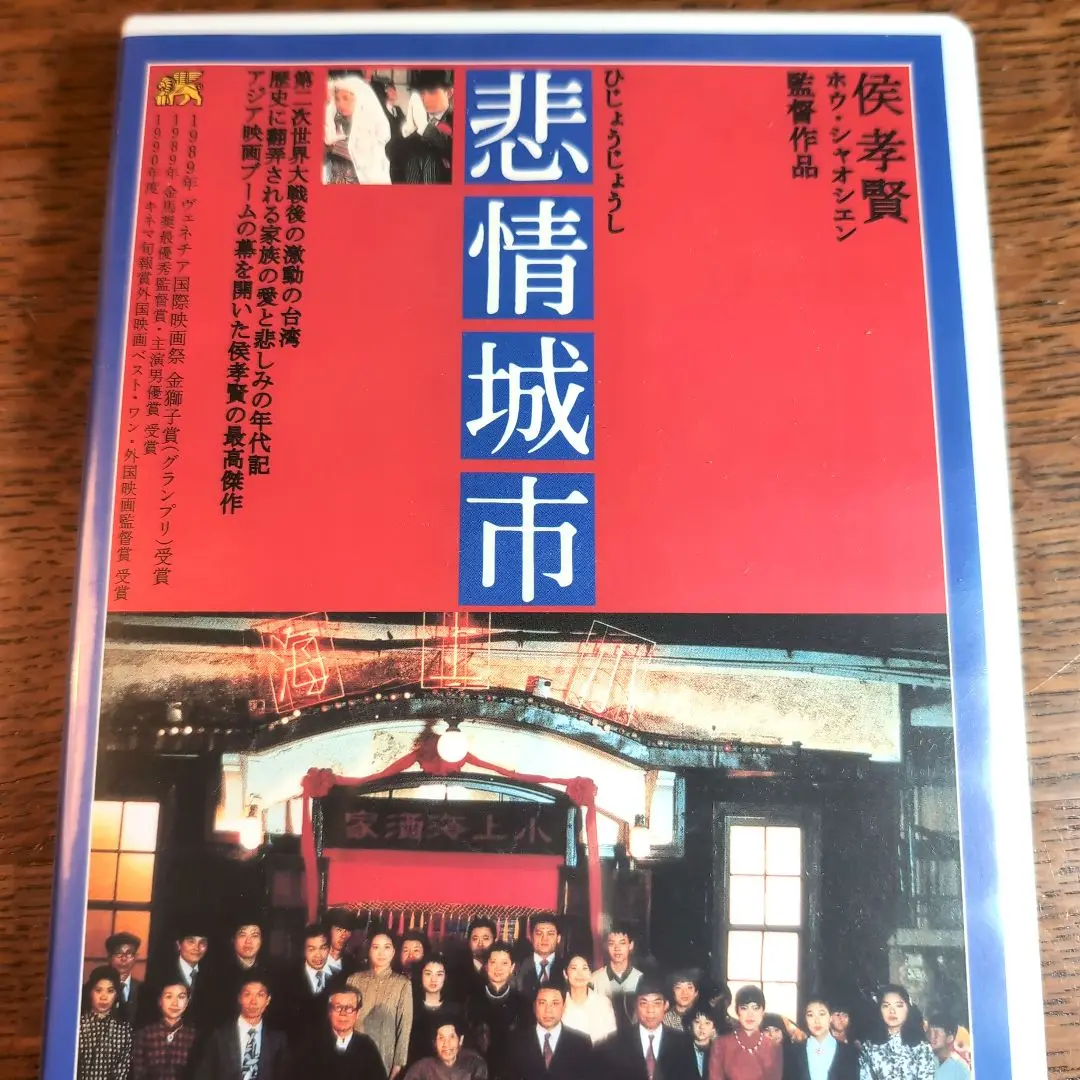 侯孝賢
ホウ・シャオシエン
監督作品
ひじょうじょうし
悲情城市
第二次世界大戦後の激動の台湾
歴史に翻弄される家族の愛と悲しみの年代記
アジア映画ブームの幕を開いた侯孝賢の最高傑作
1989年 ヴェネチア国際映画祭 金獅子賞(グランプリ)受賞
1989年 金馬奨最優秀監督賞・主演男優賞 受賞
1990年度 キネマ旬報賞外国映画ベスト・ワン・外国映画監督賞 受賞
小上海
小上海酒家